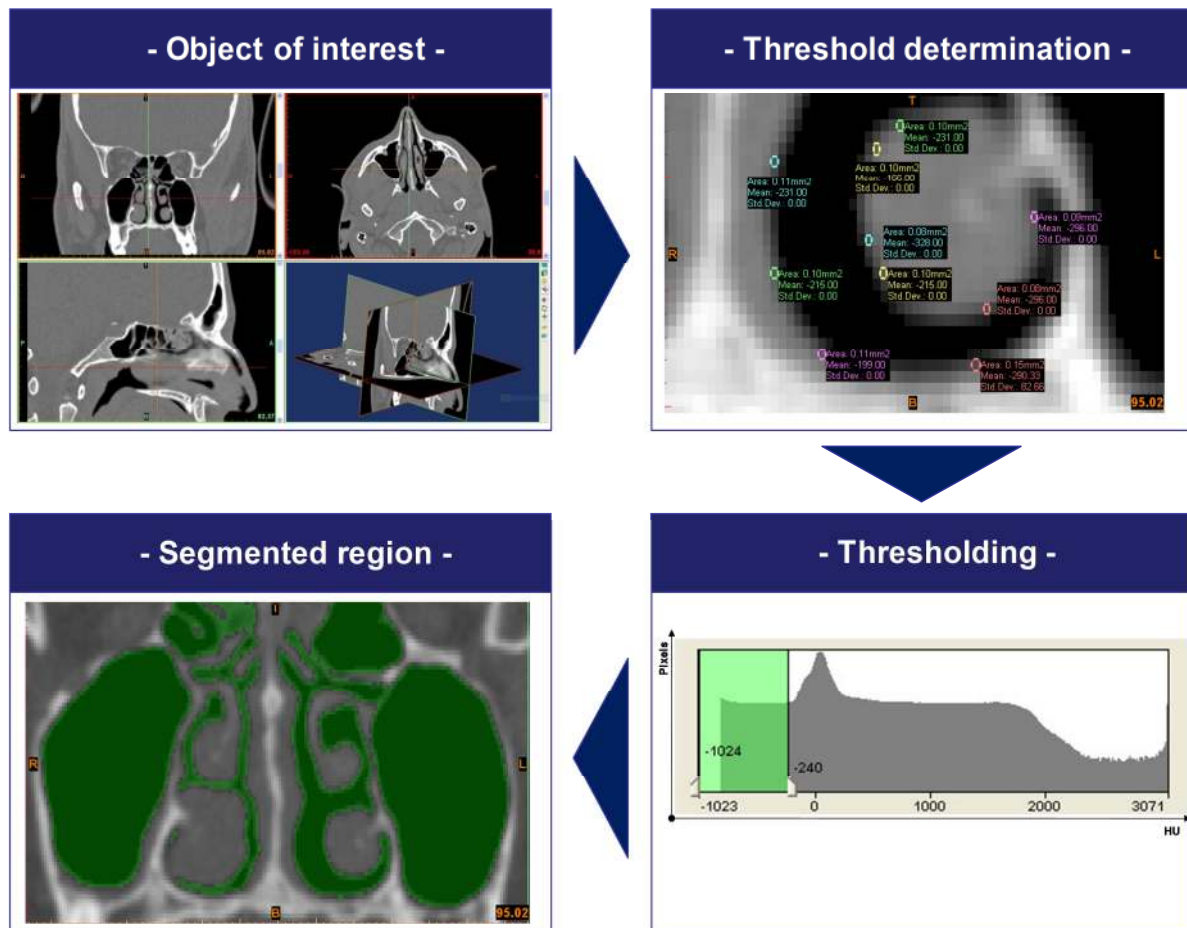 - Object of interest -
95.02
82.37
- Threshold determination -
T
Area: 0.10mm2
Mean: -231.00
Std Dev.: 0.00
Area: 0.10mm2
Mean: -166.00
Std Dev.: 0.00
Area: 0.11mm2
Mean: -231.00
Std Dev.: 0.00
Area: 0.09mm2
Mean: -296.00
Std Dev.: 0.00
Area: 0.08mm2
Mean: -328.00
Std Dev.: 0.00
R
L
Area: 0.10mm2
Mean: -215.00
Std Dev.: 0.00
Area: 0.10mm2
Mean: -215.00
Std Dev.: 0.00
Area: 0.08mm2
Mean: -296.00
Std Dev.: 0.00
Area: 0.11mm2
Mean: -199.00
Std Dev.: 0.00
Area: 0.15mm2
Mean: -290.33
Std Dev.: 82.66
B
95.02
- Thresholding -
Pixels
-1024
-240
-1023 0 1000 2000 3071
HU
- Segmented region -
R
L
B
95.02